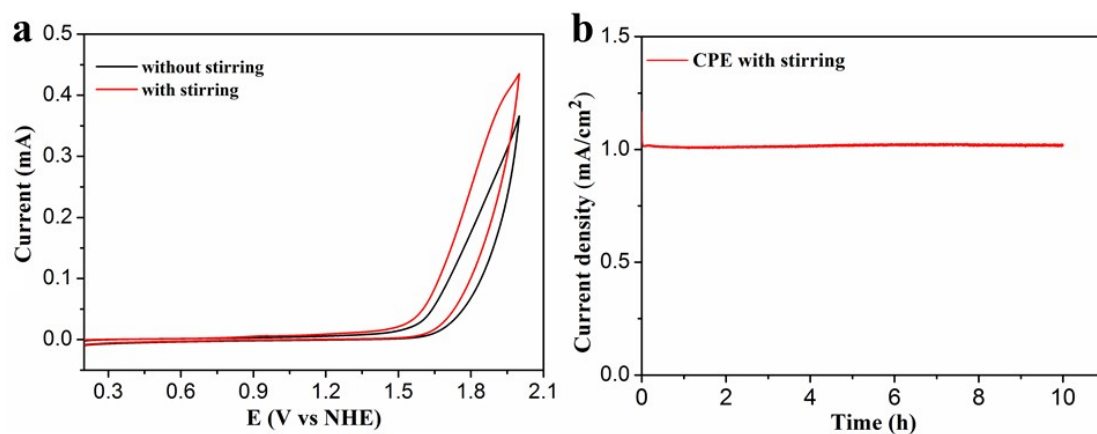 a
without stirring
with stirring
Current (mA)
0.5
0.4
0.3
0.2
0.1
0.0
0.3 0.6 0.9 1.2 1.5 1.8 2.1
E (V vs NHE)
b
CPE with stirring
Current density (mA/cm²)
1.5
1.0
0.5
0.0
0 2 4 6 8 10
Time (h)